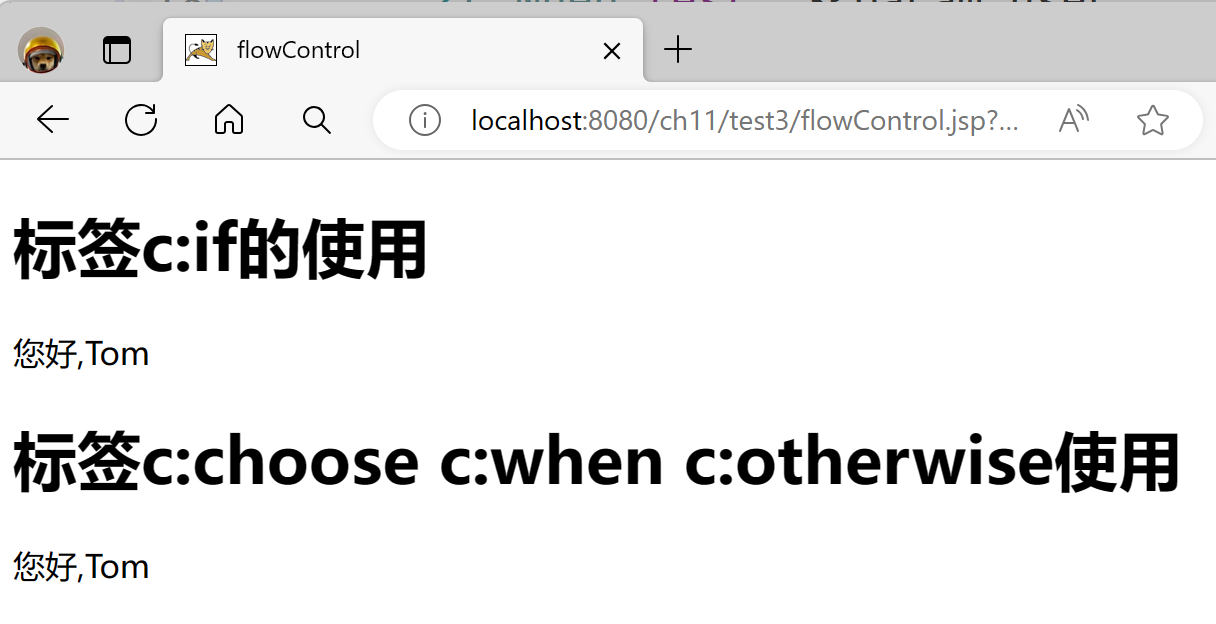 flowControl
localhost:8080/ch11/test3/flowControl.jsp?...
标签c:if的使用
您好,Tom
标签c:choose c:when c:otherwise使用
您好,Tom